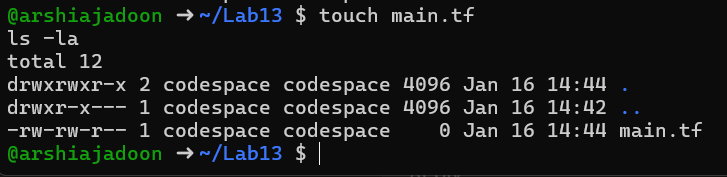 @arshiajadoon ➜ ~/Lab13 $ touch main.tf
ls -la
total 12
drwxrwxr-x 2 codespace codespace 4096 Jan 16 14:44 .
drwxr-x--- 1 codespace codespace 4096 Jan 16 14:42 ..
-rw-rw-r-- 1 codespace codespace    0 Jan 16 14:44 main.tf
@arshiajadoon ➜ ~/Lab13 $